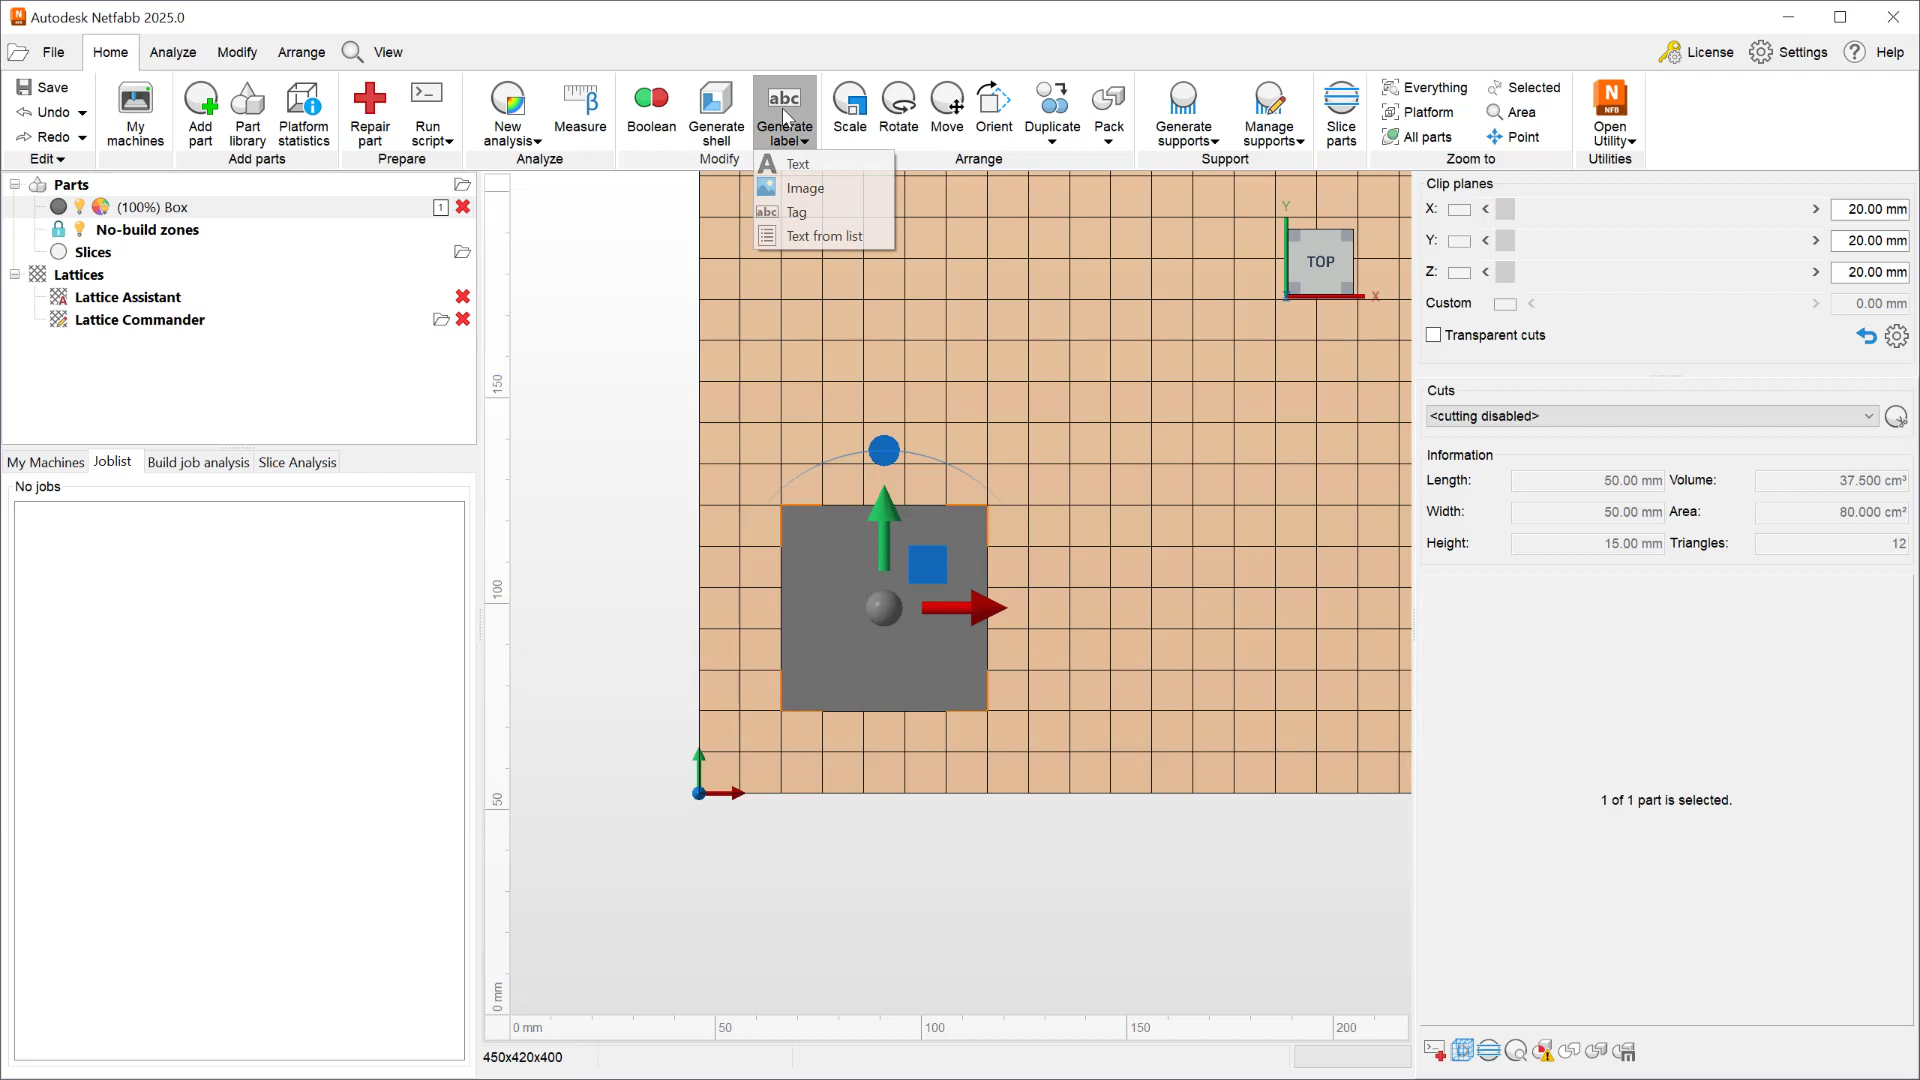 Autodesk Netfabb 2025.0
File Home Analyze Modify Arrange View License Settings Help
Save
Undo
Redo
Edit
My machines
Add part
Part library
Platform statistics
Add parts
Repair part
Run script
Prepare
New analysis
Measure
Analyze
Boolean
Generate shell
abc
Generate label
Modify
Scale
Rotate
Move
Orient
Duplicate
Pack
Arrange
Generate supports
Manage supports
Support
Slice parts
Everything
Selected
Platform
Area
All parts
Point
Zoom to
NFB
Open Utility
Utilities
A Text
Image
abc Tag
Text from list
Parts
(100%) Box 1
No-build zones
Slices
Lattices
Lattice Assistant
Lattice Commander
My Machines Joblist Build job analysis Slice Analysis
No jobs
150
100
50
0 mm
0 mm 50 100 150 200
450x420x400
Y
TOP
X
Clip planes
X: 20.00 mm
Y: 20.00 mm
Z: 20.00 mm
Custom 0.00 mm
Transparent cuts
Cuts
<cutting disabled>
Information
Length: 50.00 mm Volume: 37.500 cm³
Width: 50.00 mm Area: 80.000 cm²
Height: 15.00 mm Triangles: 12
1 of 1 part is selected.